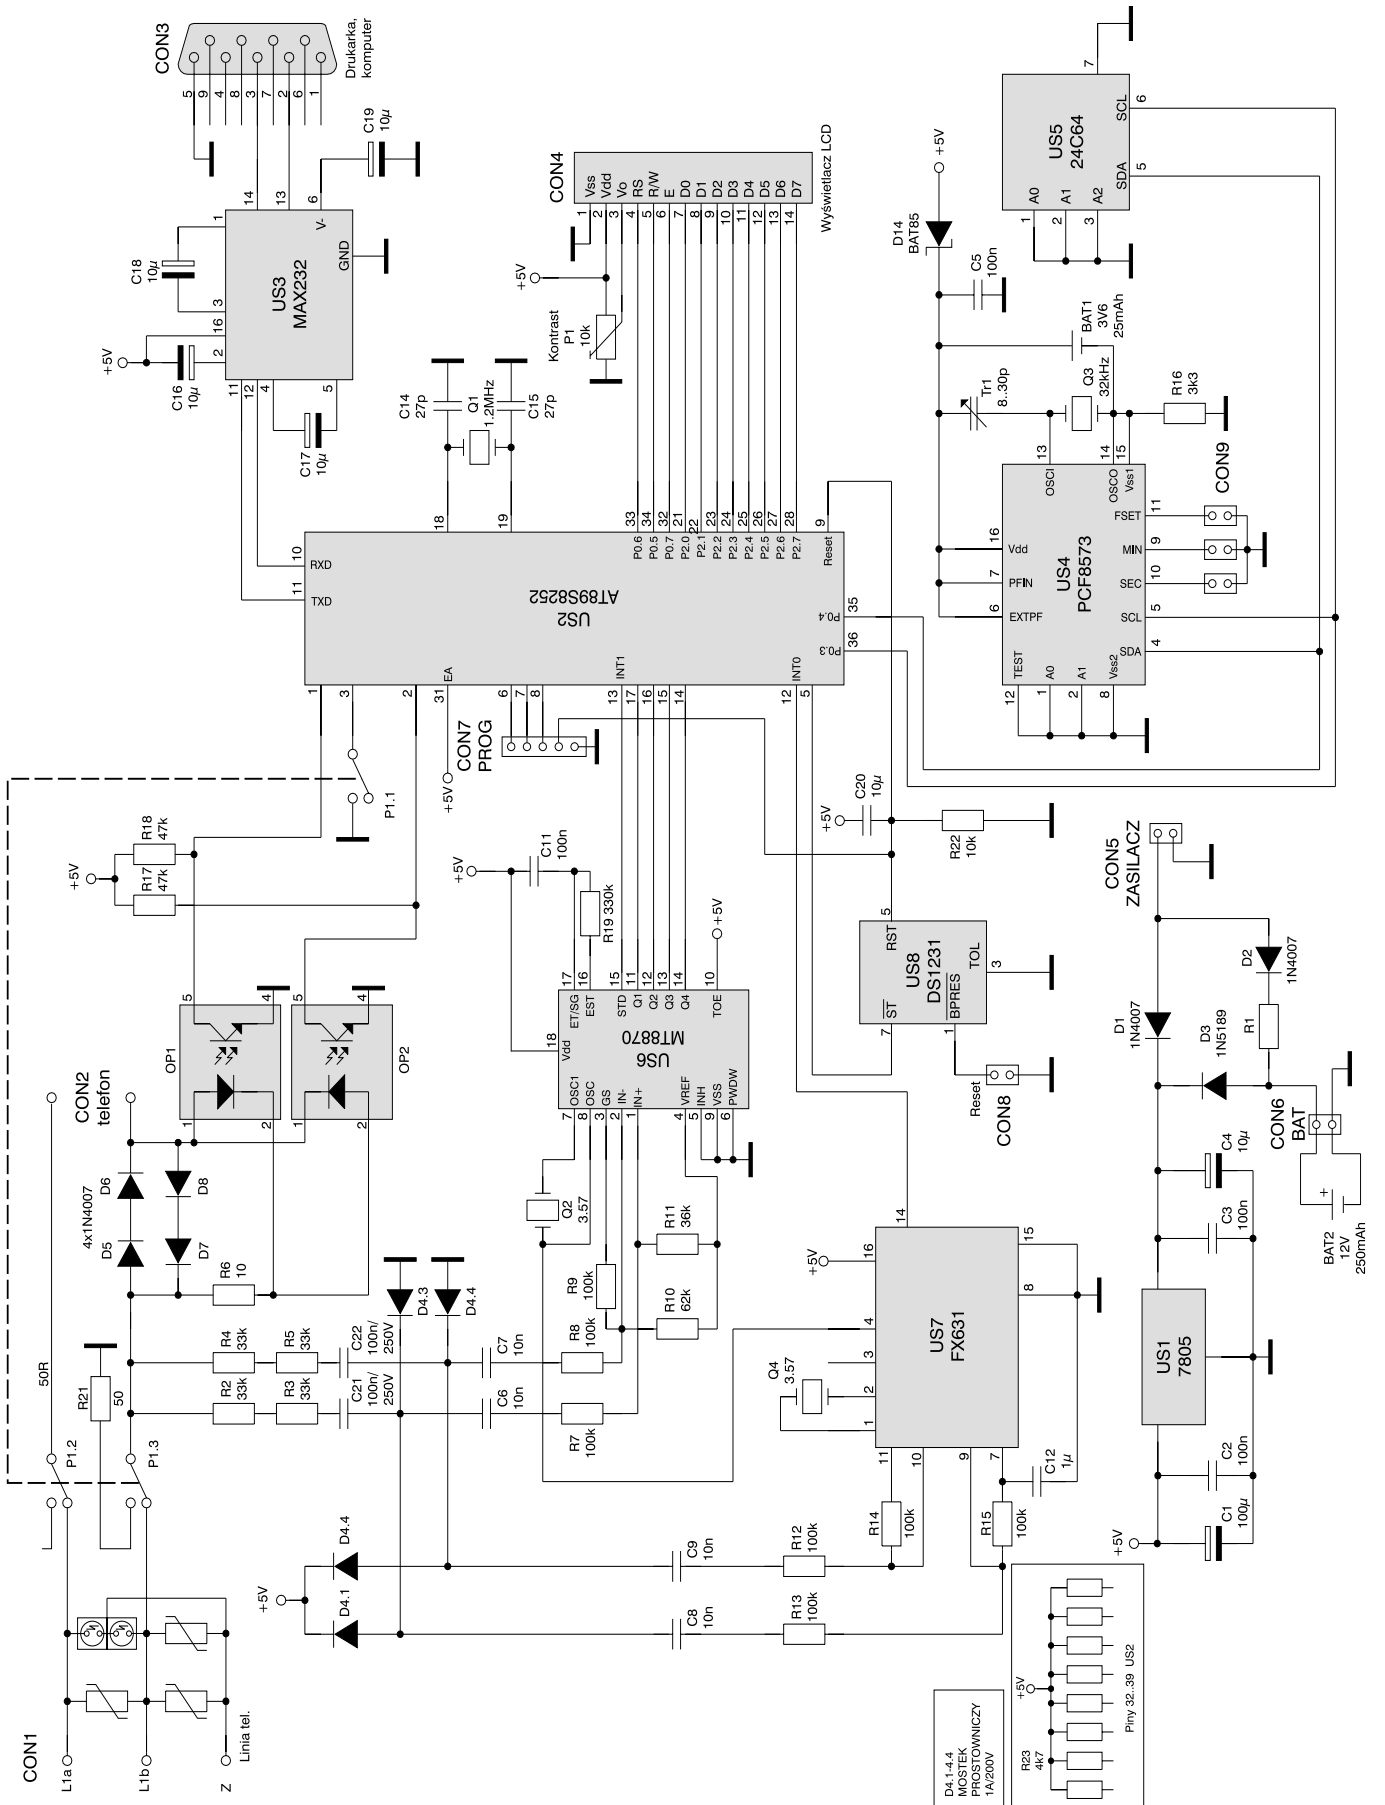 CON1
L1a
L1b
Z
Linia tel.
P1.2
P1.3
R21
50
50R
CON2
telefon
4x1N4007
D5
D6
D7
D8
R6
10
R4
33k
R5
33k
C22
100n/
250V
R2
33k
R3
33k
C21
100n/
250V
D4.3
D4.4
C7
10n
C6
10n
R8
100k
R7
100k
+5V
D4.4
D4.1
C9
10n
C8
10n
R12
100k
R13
100k
OP1
1
2
5
4
OP2
1
2
5
4
+5V
R18
47k
R17
47k
P1.1
CON3
Drukarka,
komputer
5
9
4
8
3
7
2
6
1
US3
MAX232
GND
V-
14
13
6
1
3
16
2
11
12
4
5
C19
10µ
C18
10µ
+5V
C16
10µ
C17
10µ
C14
27p
Q1
1.2MHz
C15
27p
US2
AT89S8252
18
19
10
RXD
11
TXD
1
3
2
31
EA
+5V
6
7
8
13
INT1
17
16
15
14
12
INT0
5
33
P0.6
34
P0.5
32
P0.7
21
P2.0
22
P2.1
23
P2.2
24
P2.3
25
P2.4
26
P2.5
27
P2.6
28
P2.7
9
Reset
35
P0.4
36
P0.3
CON7
PROG
CON4
Wyświetlacz LCD
1
Vss
2
Vdd
3
Vo
4
RS
5
R/W
6
E
7
D0
8
D1
9
D2
10
D3
11
D4
12
D5
13
D6
14
D7
+5V
Kontrast
P1
10k
US6
MT8870
+5V
C11
100n
R19 330k
18
Vdd
17
ET/SG
16
EST
15
STD
11
Q1
12
Q2
13
Q3
14
Q4
10
TOE
+5V
7
OSC1
8
OSC
3
GS
2
IN-
1
IN+
4
VREF
5
INH
9
VSS
6
PWDW
Q2
3.57
R9
100k
R11
36k
R10
62k
US8
DS1231
5
RST
7
ST
1
BPRES
TOL
3
Reset
CON8
+5V
C20
10µ
R22
10k
US7
FX631
+5V
16
14
15
8
4
3
2
1
11
10
9
7
Q4
3.57
R14
100k
R15
100k
C12
1µ
US5
24C64
7
A0
1
A1
2
A2
3
SCL
6
SDA
5
+5V
D14
BAT85
C5
100n
BAT1
3V6
25mAh
Tr1
8..30p
Q3
32kHz
R16
3k3
US4
PCF8573
OSCI
13
OSCO
14
Vss1
15
FSET
11
MIN
9
SEC
10
SCL
5
SDA
4
16
Vdd
7
PFIN
6
EXTPF
12
TEST
1
A0
2
A1
8
Vss2
CON9
CON5
ZASILACZ
D1
1N4007
D2
1N4007
D3
1N5189
R1
CON6
BAT
BAT2
12V
250mAh
+
C4
10µ
C3
100n
US1
7805
C2
100n
C1
100µ
+5V
D4.1-4.4
MOSTEK
PROSTOWNICZY
1A/200V
R23
4k7
+5V
Piny 32..39 US2